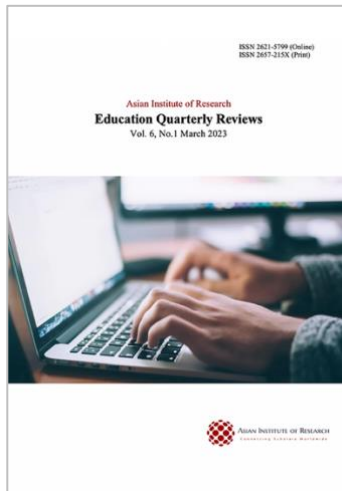 ISSN 2621-5799 (Online)
ISSN 2657-215X (Print)
Asian Institute of Research
Education Quarterly Reviews
Vol. 6, No.1 March 2023
ASIAN INSTITUTE OF RESEARCH
Connecting Scholars Worldwide